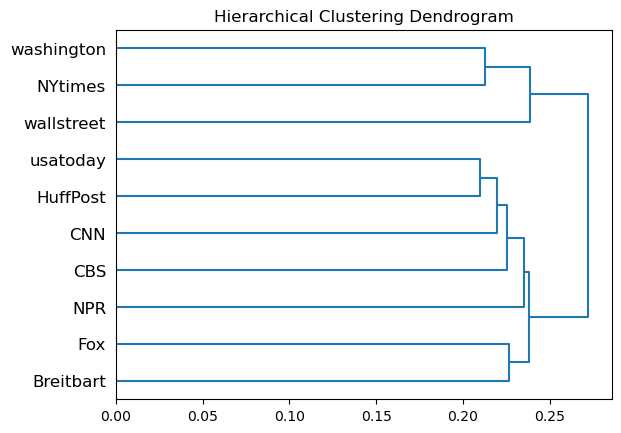 Hierarchical Clustering Dendrogram
washington
NYtimes
wallstreet
usatoday
HuffPost
CNN
CBS
NPR
Fox
Breitbart
0.00 0.05 0.10 0.15 0.20 0.25